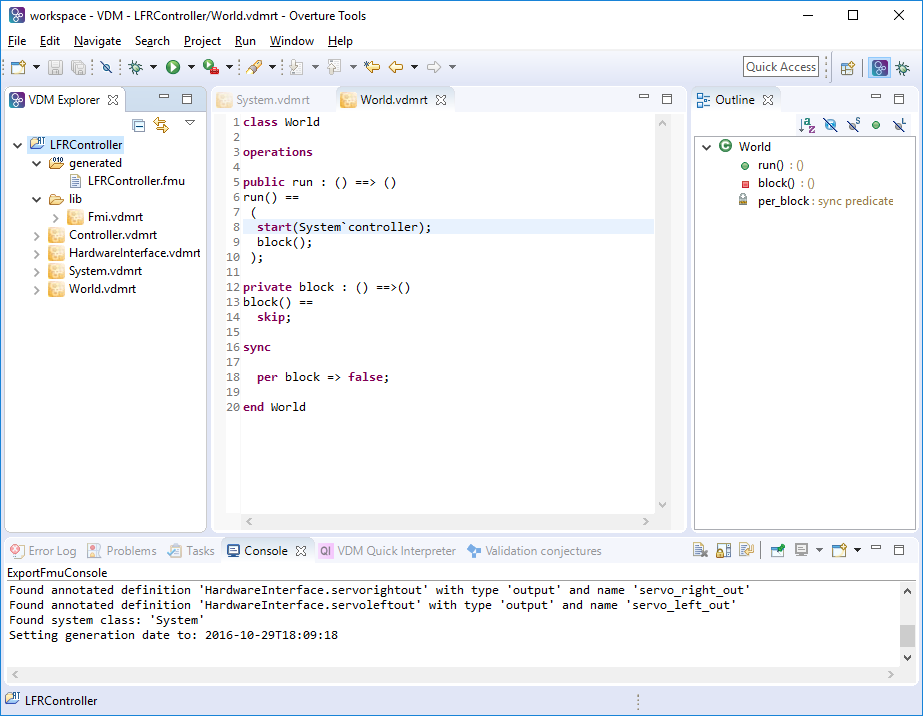 workspace - VDM - LFRController/World.vdmrt - Overture Tools
File Edit Navigate Search Project Run Window Help
Quick Access
VDM Explorer
LFRController
generated
LFRController.fmu
lib
Fmi.vdmrt
Controller.vdmrt
HardwareInterface.vdmrt
System.vdmrt
World.vdmrt
System.vdmrt World.vdmrt
1 class World
2
3 operations
4
5 public run : () ==> ()
6 run() ==
7 (
8 start(System`controller);
9 block();
10 );
11
12 private block : () ==>()
13 block() ==
14 skip;
15
16 sync
17
18 per block => false;
19
20 end World
Outline
World
run() : ()
block() : ()
per_block : sync predicate
Error Log Problems Tasks Console VDM Quick Interpreter Validation conjectures
ExportFmuConsole
Found annotated definition 'HardwareInterface.servorightout' with type 'output' and name 'servo_right_out'
Found annotated definition 'HardwareInterface.servoleftout' with type 'output' and name 'servo_left_out'
Found system class: 'System'
Setting generation date to: 2016-10-29T18:09:18
LFRController